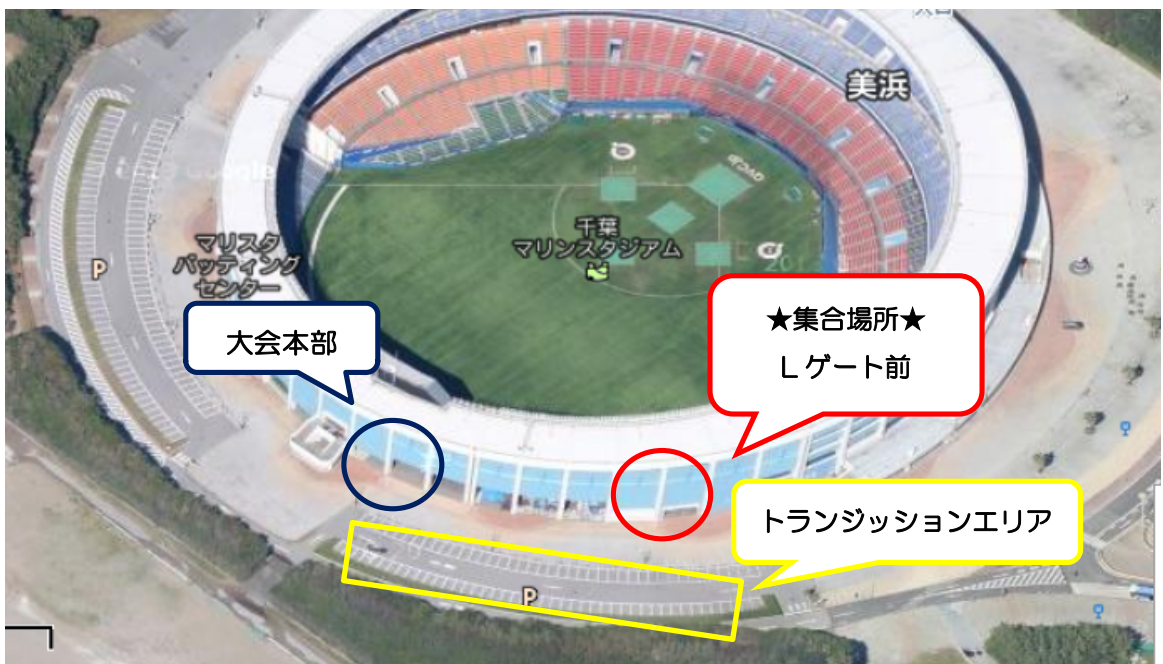 美浜
Google
千葉
マリンスタジアム
マリスタ
バッティング
センター
P
大会本部
★集合場所★
Lゲート前
トランジッションエリア
P